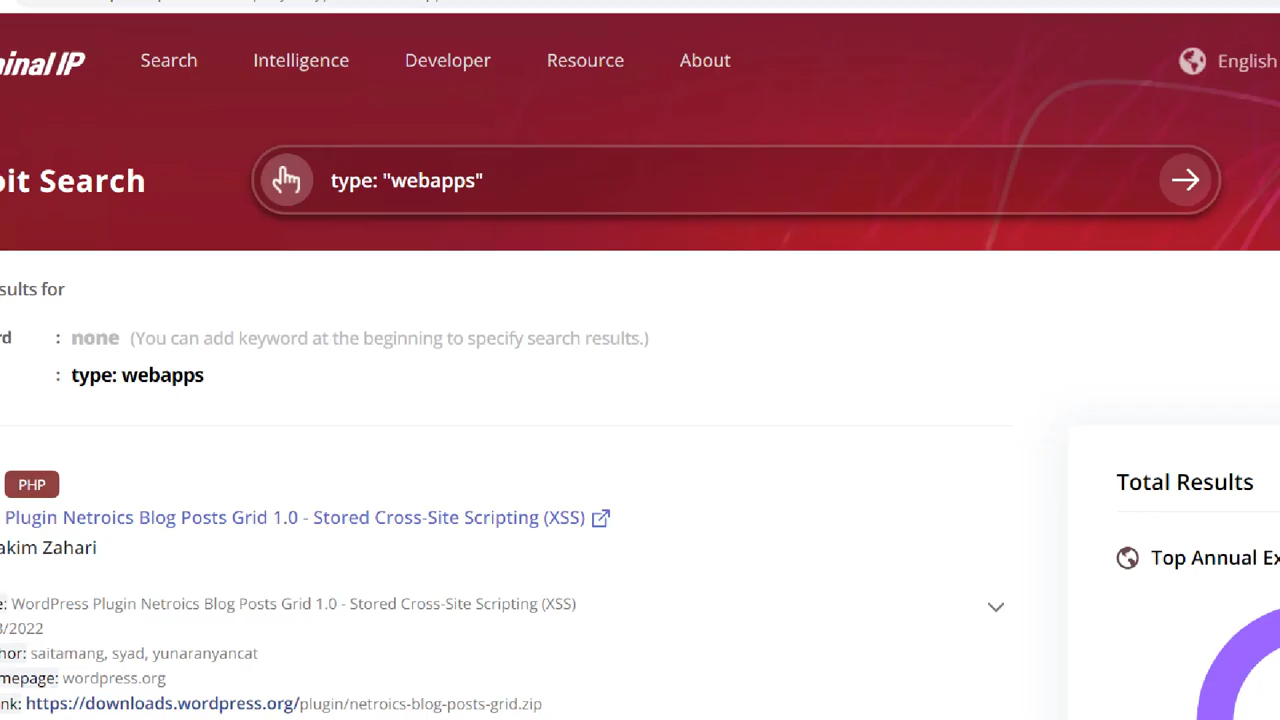 minal IP
Search
Intelligence
Developer
Resource
About
English
oit Search
type: "webapps"
sults for
rd : none (You can add keyword at the beginning to specify search results.)
: type: webapps
PHP
Plugin Netroics Blog Posts Grid 1.0 - Stored Cross-Site Scripting (XSS)
akim Zahari
e: WordPress Plugin Netroics Blog Posts Grid 1.0 - Stored Cross-Site Scripting (XSS)
8/2022
hor: saitamang, syad, yunaranyancat
mepage: wordpress.org
nk: https://downloads.wordpress.org/plugin/netroics-blog-posts-grid.zip
Total Results
Top Annual Ex